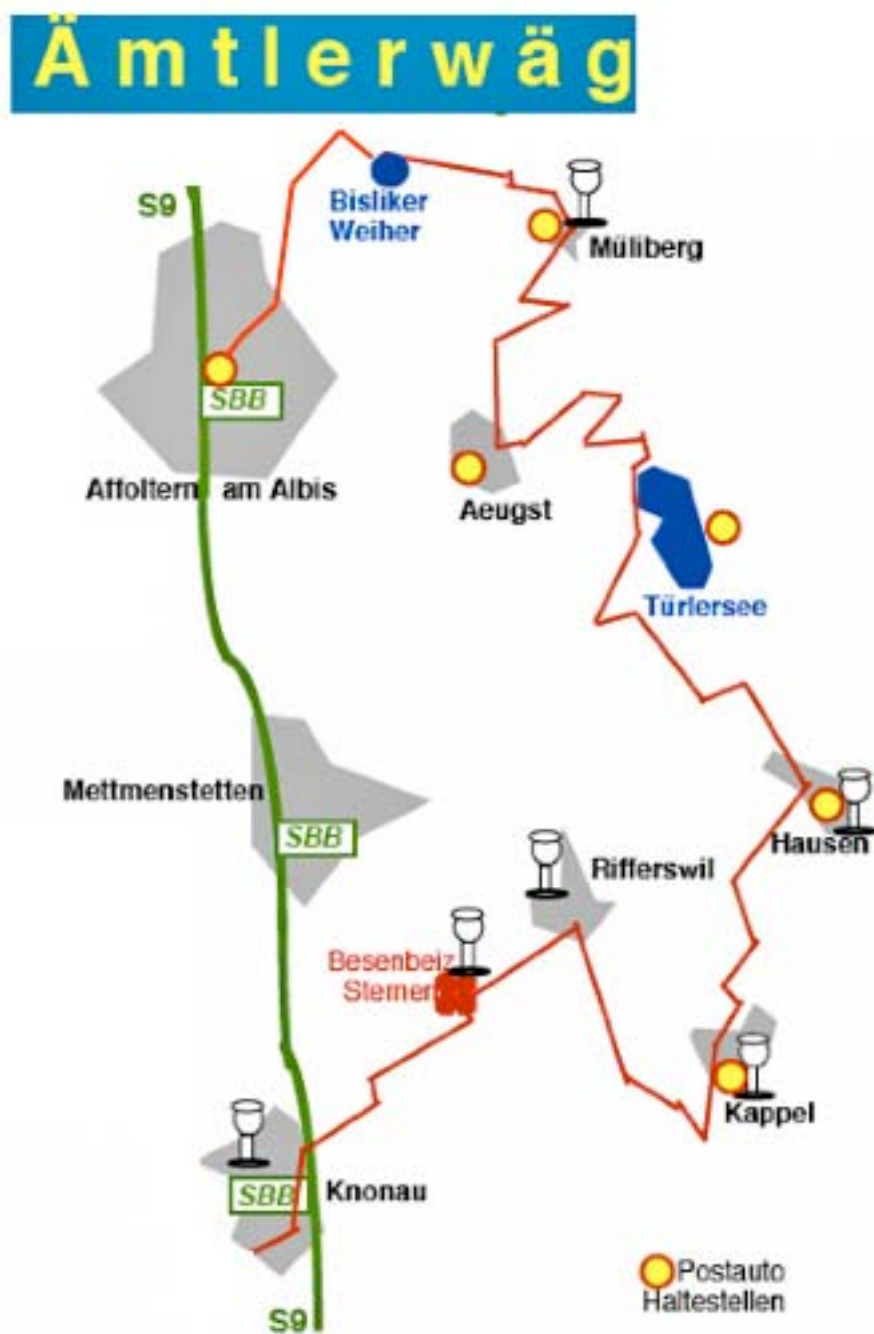 Ämtlerwäg
S9
Bisliker
Weiher
Müliberg
SBB
Affoltern am Albis
Aeugst
Türlersee
Mettmenstetten
SBB
Hausen
Rifferswil
Besenbeiz
Sternen
Kappel
SBB
Knonau
Postauto
Haltestellen
S9